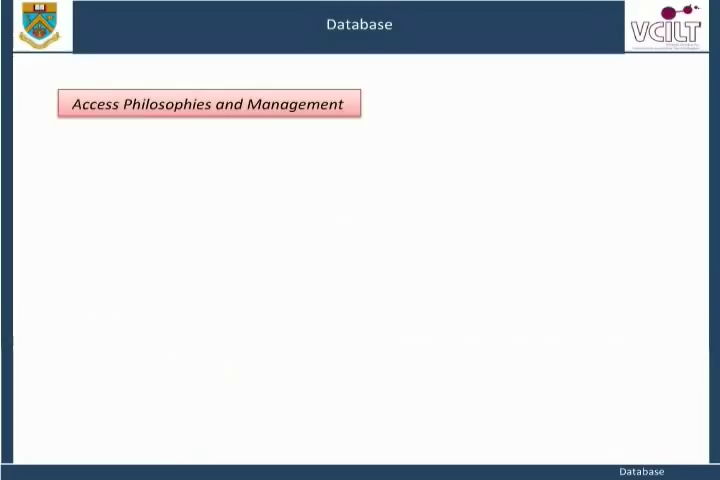 Database
VCILT
Access Philosophies and Management
Database